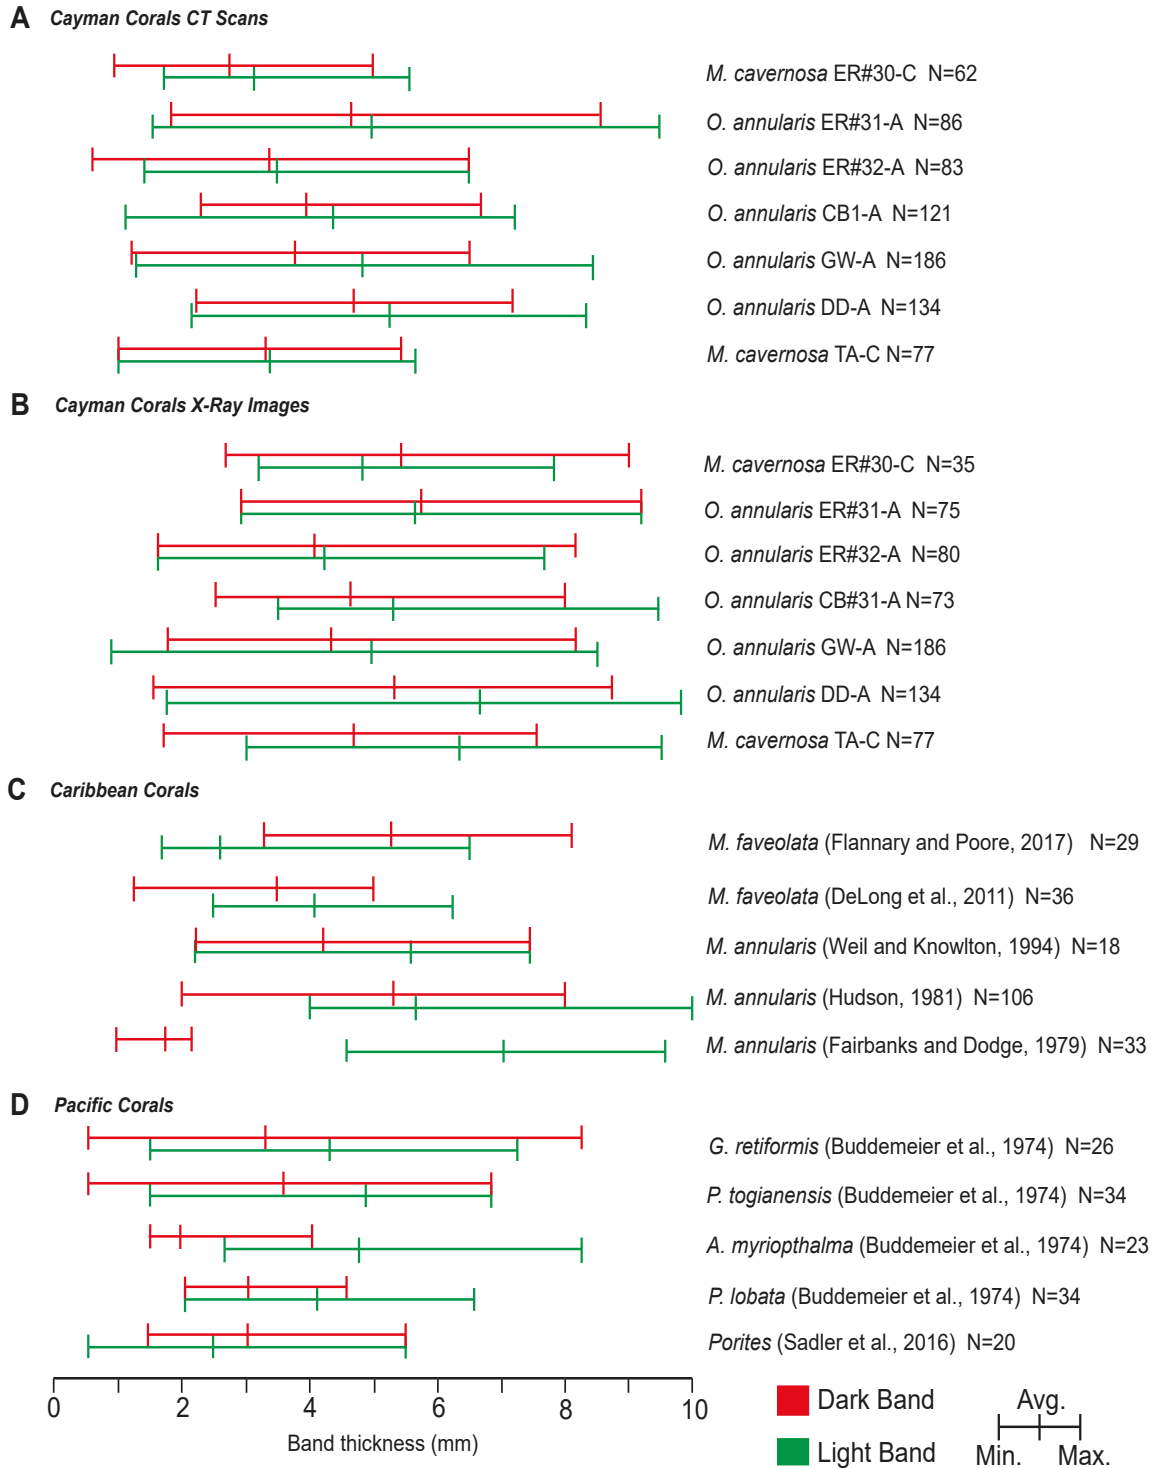 A Cayman Corals CT Scans
M. cavernosa ER#30-C N=62
O. annularis ER#31-A N=86
O. annularis ER#32-A N=83
O. annularis CB1-A N=121
O. annularis GW-A N=186
O. annularis DD-A N=134
M. cavernosa TA-C N=77
B Cayman Corals X-Ray Images
M. cavernosa ER#30-C N=35
O. annularis ER#31-A N=75
O. annularis ER#32-A N=80
O. annularis CB#31-A N=73
O. annularis GW-A N=186
O. annularis DD-A N=134
M. cavernosa TA-C N=77
C Caribbean Corals
M. faveolata (Flannary and Poore, 2017) N=29
M. faveolata (DeLong et al., 2011) N=36
M. annularis (Weil and Knowlton, 1994) N=18
M. annularis (Hudson, 1981) N=106
M. annularis (Fairbanks and Dodge, 1979) N=33
D Pacific Corals
G. retiformis (Buddemeier et al., 1974) N=26
P. togianensis (Buddemeier et al., 1974) N=34
A. myriopthalma (Buddemeier et al., 1974) N=23
P. lobata (Buddemeier et al., 1974) N=34
Porites (Sadler et al., 2016) N=20
0 2 4 6 8 10
Band thickness (mm)
Dark Band
Light Band
Avg.
Min. Max.